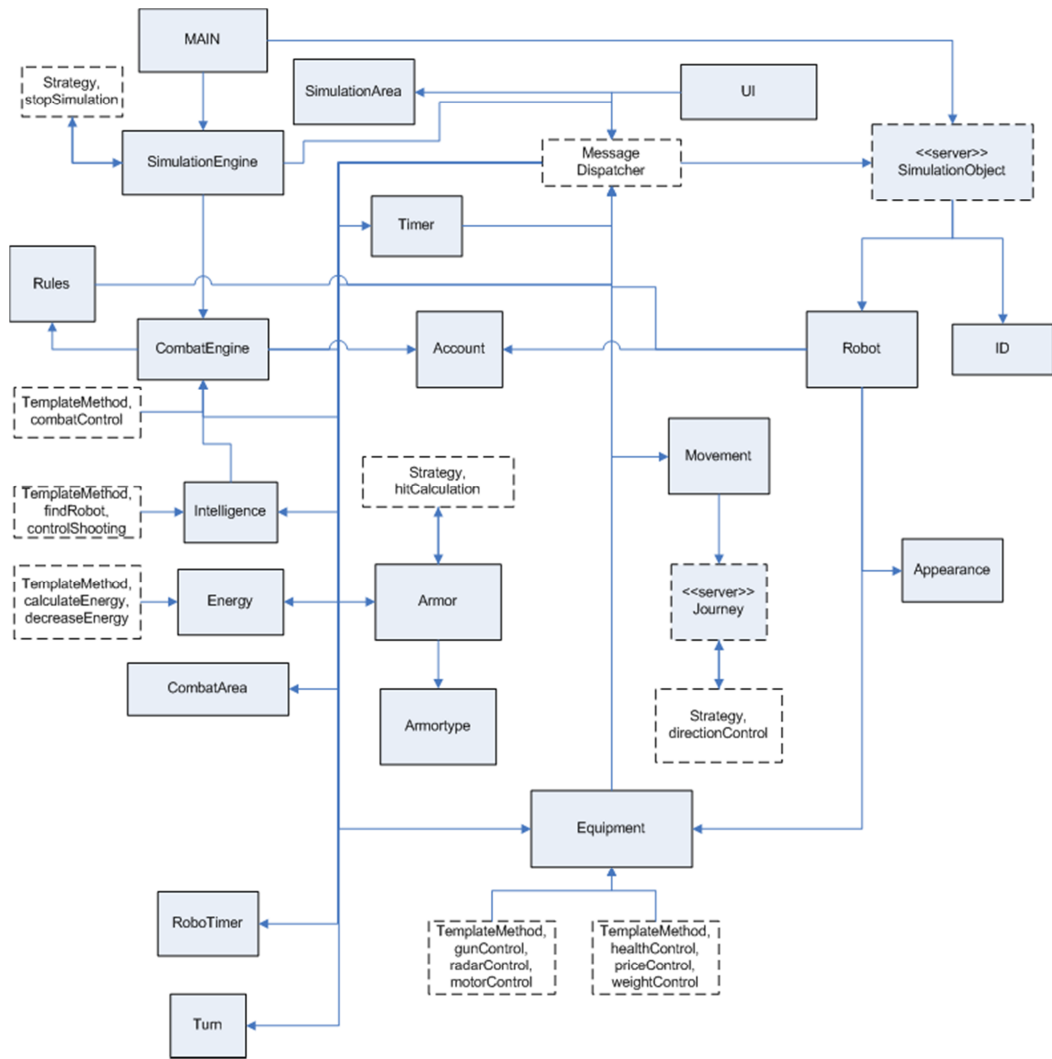 MAIN
Strategy,
stopSimulation
SimulationArea
UI
SimulationEngine
Message
Dispatcher
<<server>>
SimulationObject
Timer
Rules
CombatEngine
Account
Robot
ID
TemplateMethod,
combatControl
Movement
Strategy,
hitCalculation
TemplateMethod,
findRobot,
controlShooting
Intelligence
Appearance
<<server>>
Journey
TemplateMethod,
calculateEnergy,
decreaseEnergy
Energy
Armor
CombatArea
Armortype
Strategy,
directionControl
Equipment
RoboTimer
TemplateMethod,
gunControl,
radarControl,
motorControl
TemplateMethod,
healthControl,
priceControl,
weightControl
Turn